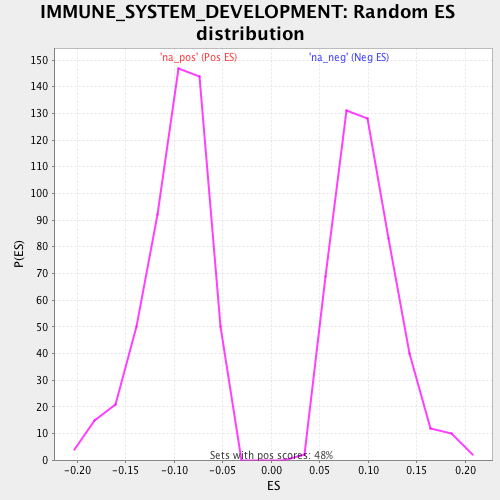 IMMUNE_SYSTEM_DEVELOPMENT: Random ES
distribution
'na_pos' (Pos ES) 'na_neg' (Neg ES)
150
140
130
120
110
100
90
80
70
60
50
40
30
20
10
0
P(ES)
Sets with pos scores: 48%
-0.20 -0.15 -0.10 -0.05 0.00 0.05 0.10 0.15 0.20
ES